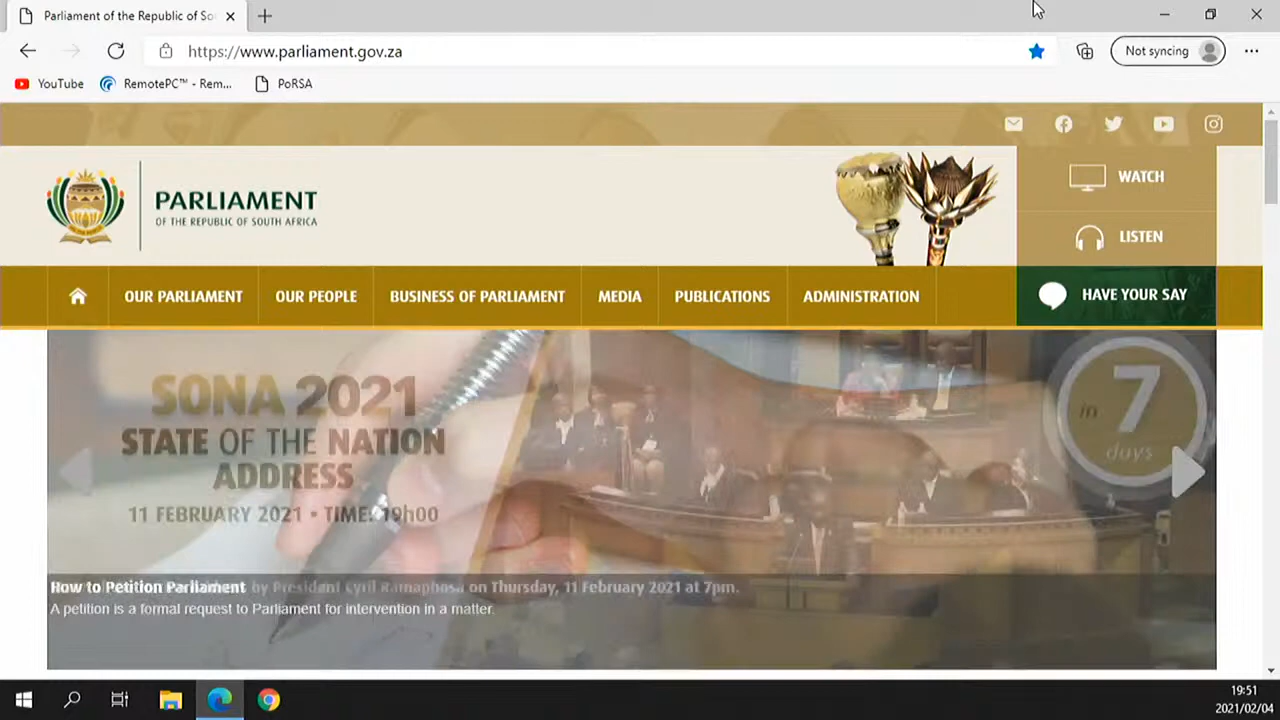 Parliament of the Republic of So
https://www.parliament.gov.za
Not syncing
YouTube
RemotePC™ - Rem...
PoRSA
PARLIAMENT
OF THE REPUBLIC OF SOUTH AFRICA
WATCH
LISTEN
OUR PARLIAMENT
OUR PEOPLE
BUSINESS OF PARLIAMENT
MEDIA
PUBLICATIONS
ADMINISTRATION
HAVE YOUR SAY
SONA 2021
STATE OF THE NATION
ADDRESS
11 FEBRUARY 2021 • TIME: 19h00
in 7
days
How to Petition Parliament
by President Cyril Ramaphosa on Thursday, 11 February 2021 at 7pm.
A petition is a formal request to Parliament for intervention in a matter.
19:51
2021/02/04